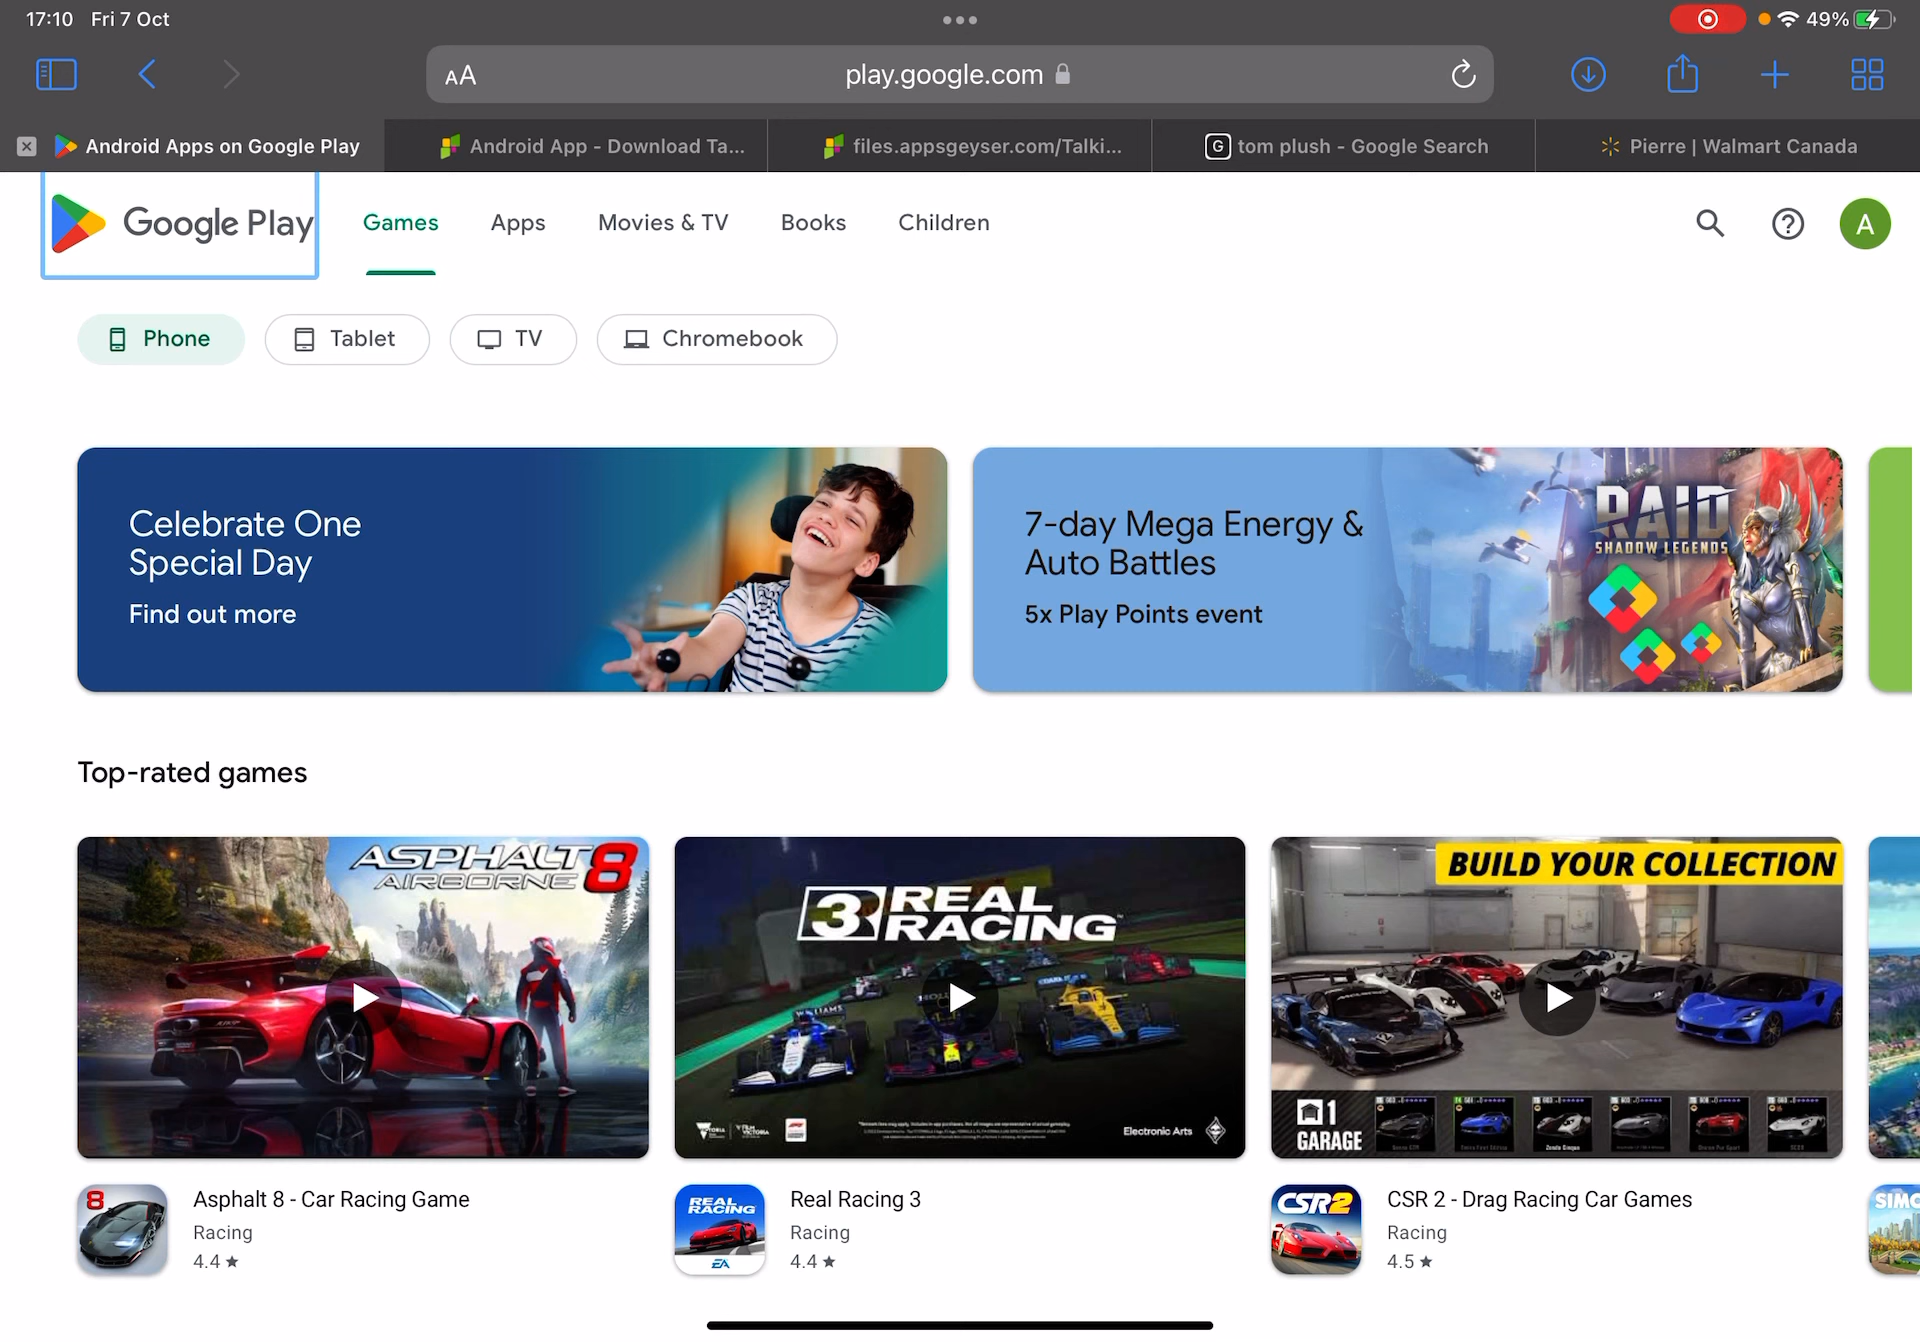 17:10 Fri 7 Oct
49%
AA
play.google.com
Android Apps on Google Play
Android App - Download Ta...
files.appsgeyser.com/Talki...
G tom plush - Google Search
Pierre | Walmart Canada
Google Play
Games
Apps
Movies & TV
Books
Children
A
Phone
Tablet
TV
Chromebook
Celebrate One
Special Day
Find out more
7-day Mega Energy &
Auto Battles
5x Play Points event
RAID
SHADOW LEGENDS
Top-rated games
ASPHALT 8
AIRBORNE
3 REAL
RACING
WILLIAMS
Electronic Arts
BUILD YOUR COLLECTION
1
GARAGE
8
Asphalt 8 - Car Racing Game
Racing
4.4 ★
REAL
RACING
EA
Real Racing 3
Racing
4.4 ★
CSR2
CSR 2 - Drag Racing Car Games
Racing
4.5 ★
SIMC